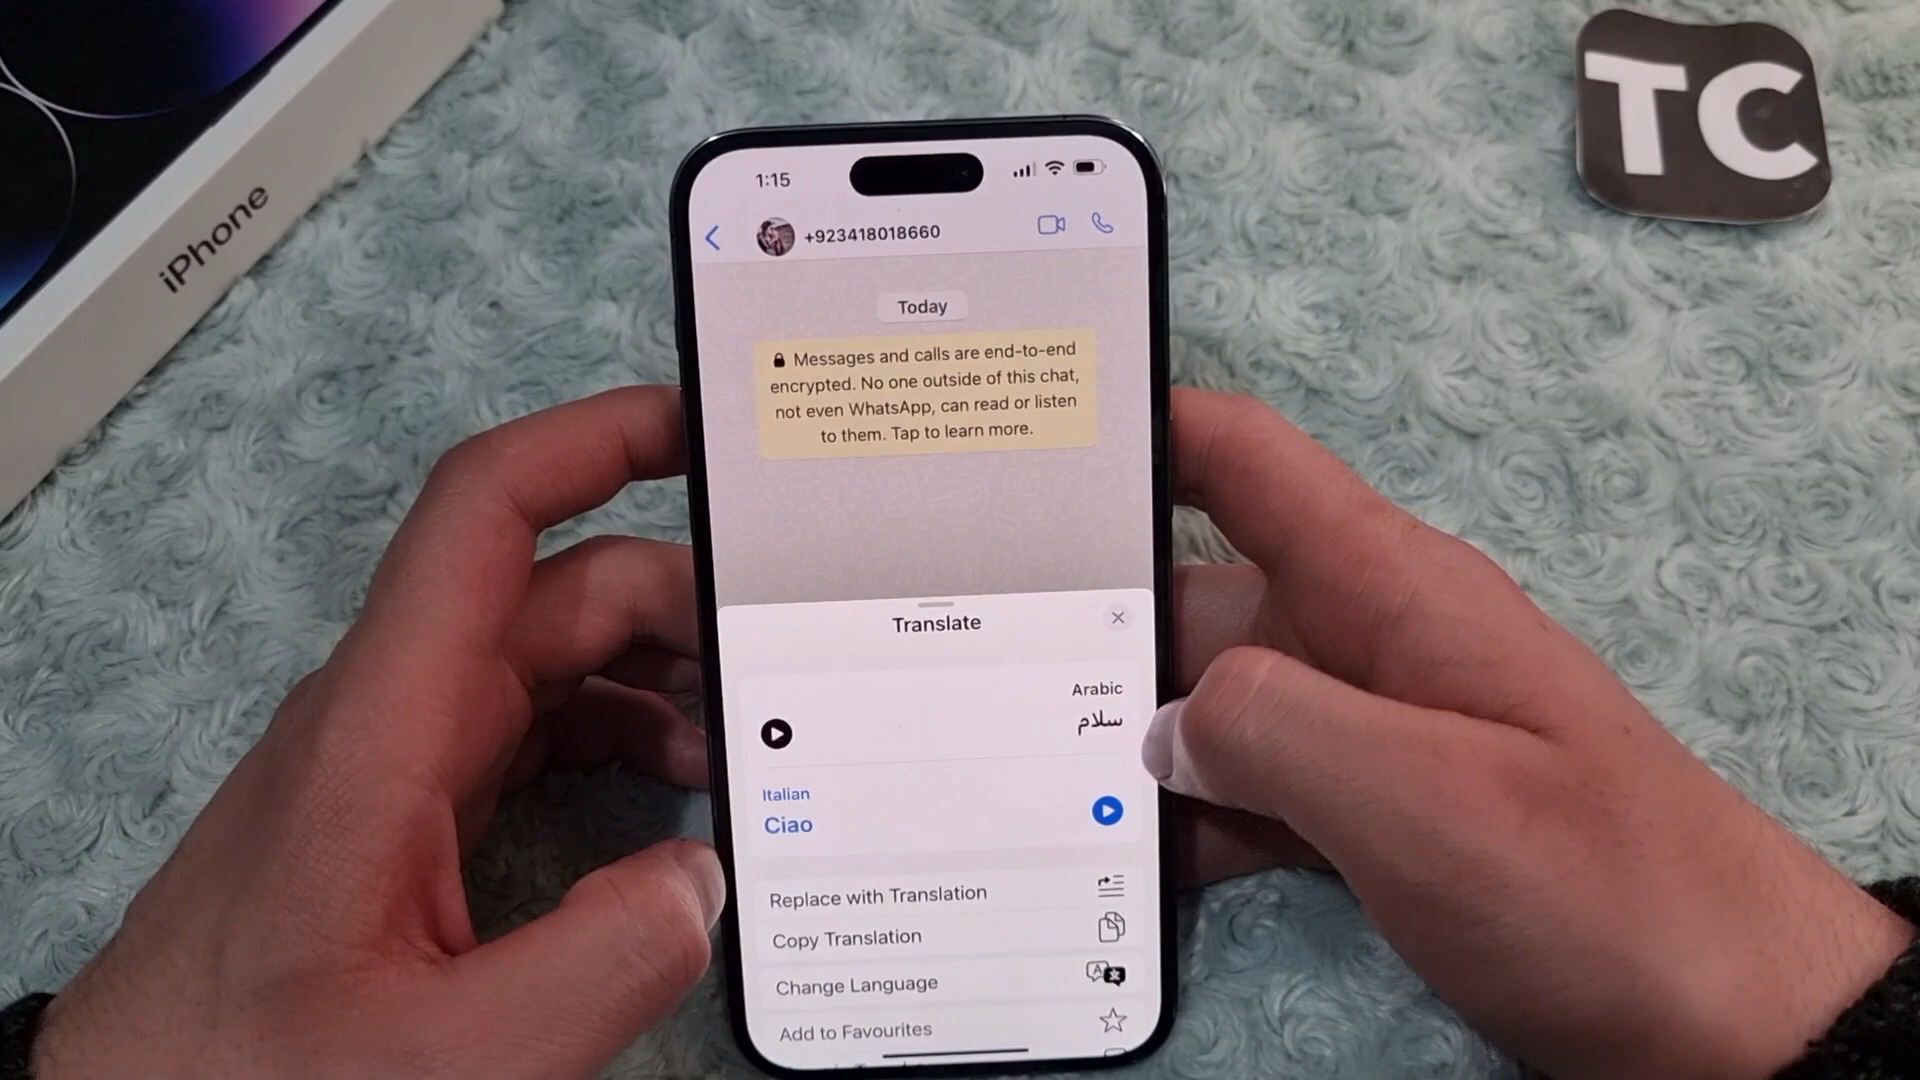 iPhone
TC
1:15
+923418018660
Today
Messages and calls are end-to-end
encrypted. No one outside of this chat,
not even WhatsApp, can read or listen
to them. Tap to learn more.
Translate
Arabic
سلام
Italian
Ciao
Replace with Translation
Copy Translation
Change Language
Add to Favourites